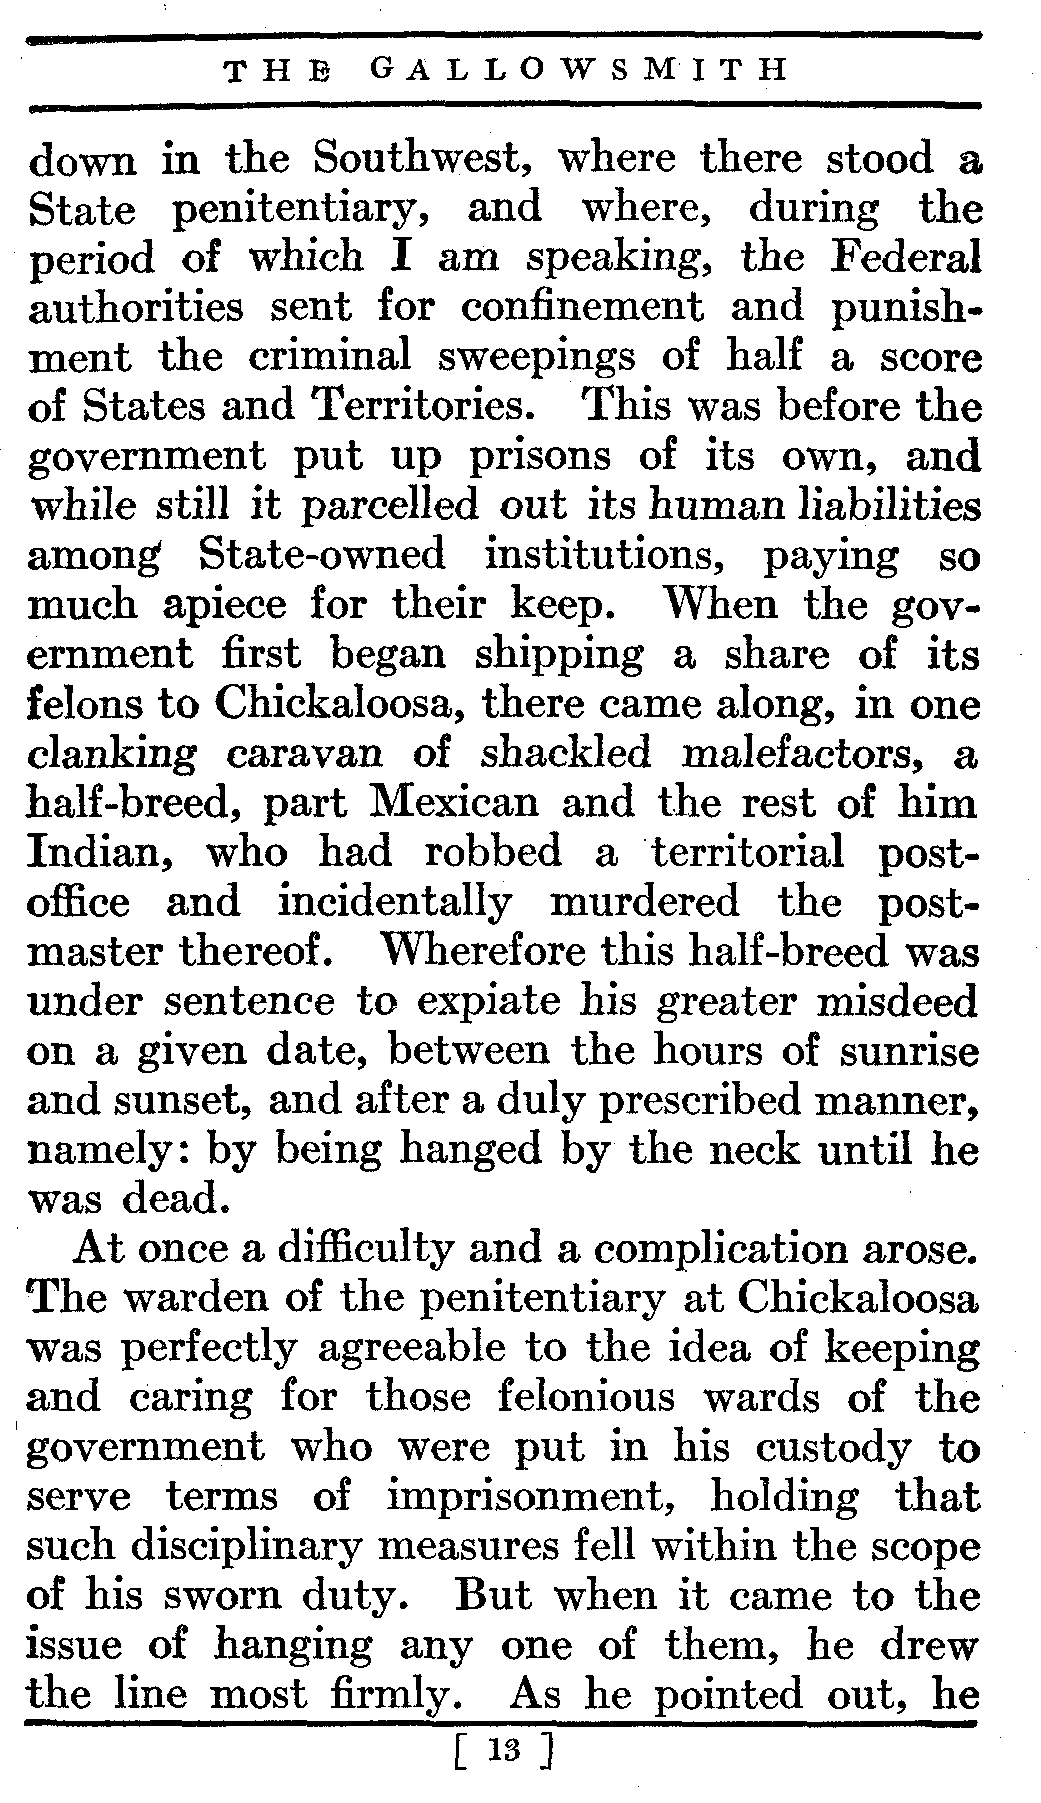 THE GALLOWSMITH
down in the Southwest, where there stood a
State penitentiary, and where, during the
period of which I am speaking, the Federal
authorities sent for confinement and punish-
ment the criminal sweepings of half a score
of States and Territories. This was before the
government put up prisons of its own, and
while still it parcelled out its human liabilities
among State-owned institutions, paying so
much apiece for their keep. When the gov-
ernment first began shipping a share of its
felons to Chickaloosa, there came along, in one
clanking caravan of shackled malefactors, a
half-breed, part Mexican and the rest of him
Indian, who had robbed a territorial post-
office and incidentally murdered the post-
master thereof. Wherefore this half-breed was
under sentence to expiate his greater misdeed
on a given date, between the hours of sunrise
and sunset, and after a duly prescribed manner,
namely: by being hanged by the neck until he
was dead.
At once a difficulty and a complication arose.
The warden of the penitentiary at Chickaloosa
was perfectly agreeable to the idea of keeping
and caring for those felonious wards of the
government who were put in his custody to
serve terms of imprisonment, holding that
such disciplinary measures fell within the scope
of his sworn duty. But when it came to the
issue of hanging any one of them, he drew
the line most firmly. As he pointed out, he
[ 13 ]